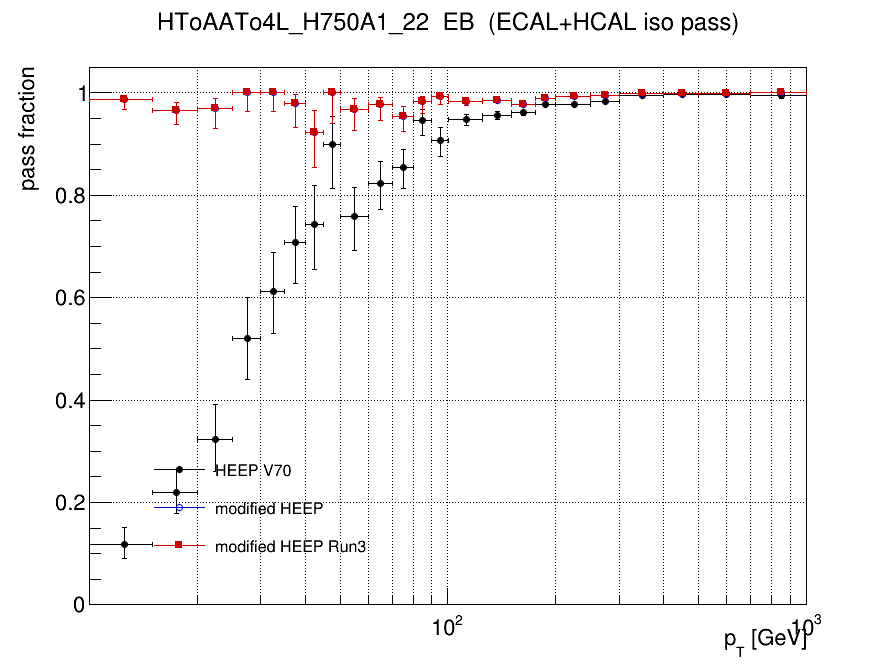 HToAATo4L_H750A1_22 EB (ECAL+HCAL iso pass)
pass fraction
1
0.8
0.6
0.4
0.2
0
HEEP V70
modified HEEP
modified HEEP Run3
10²
10³
p_T [GeV]